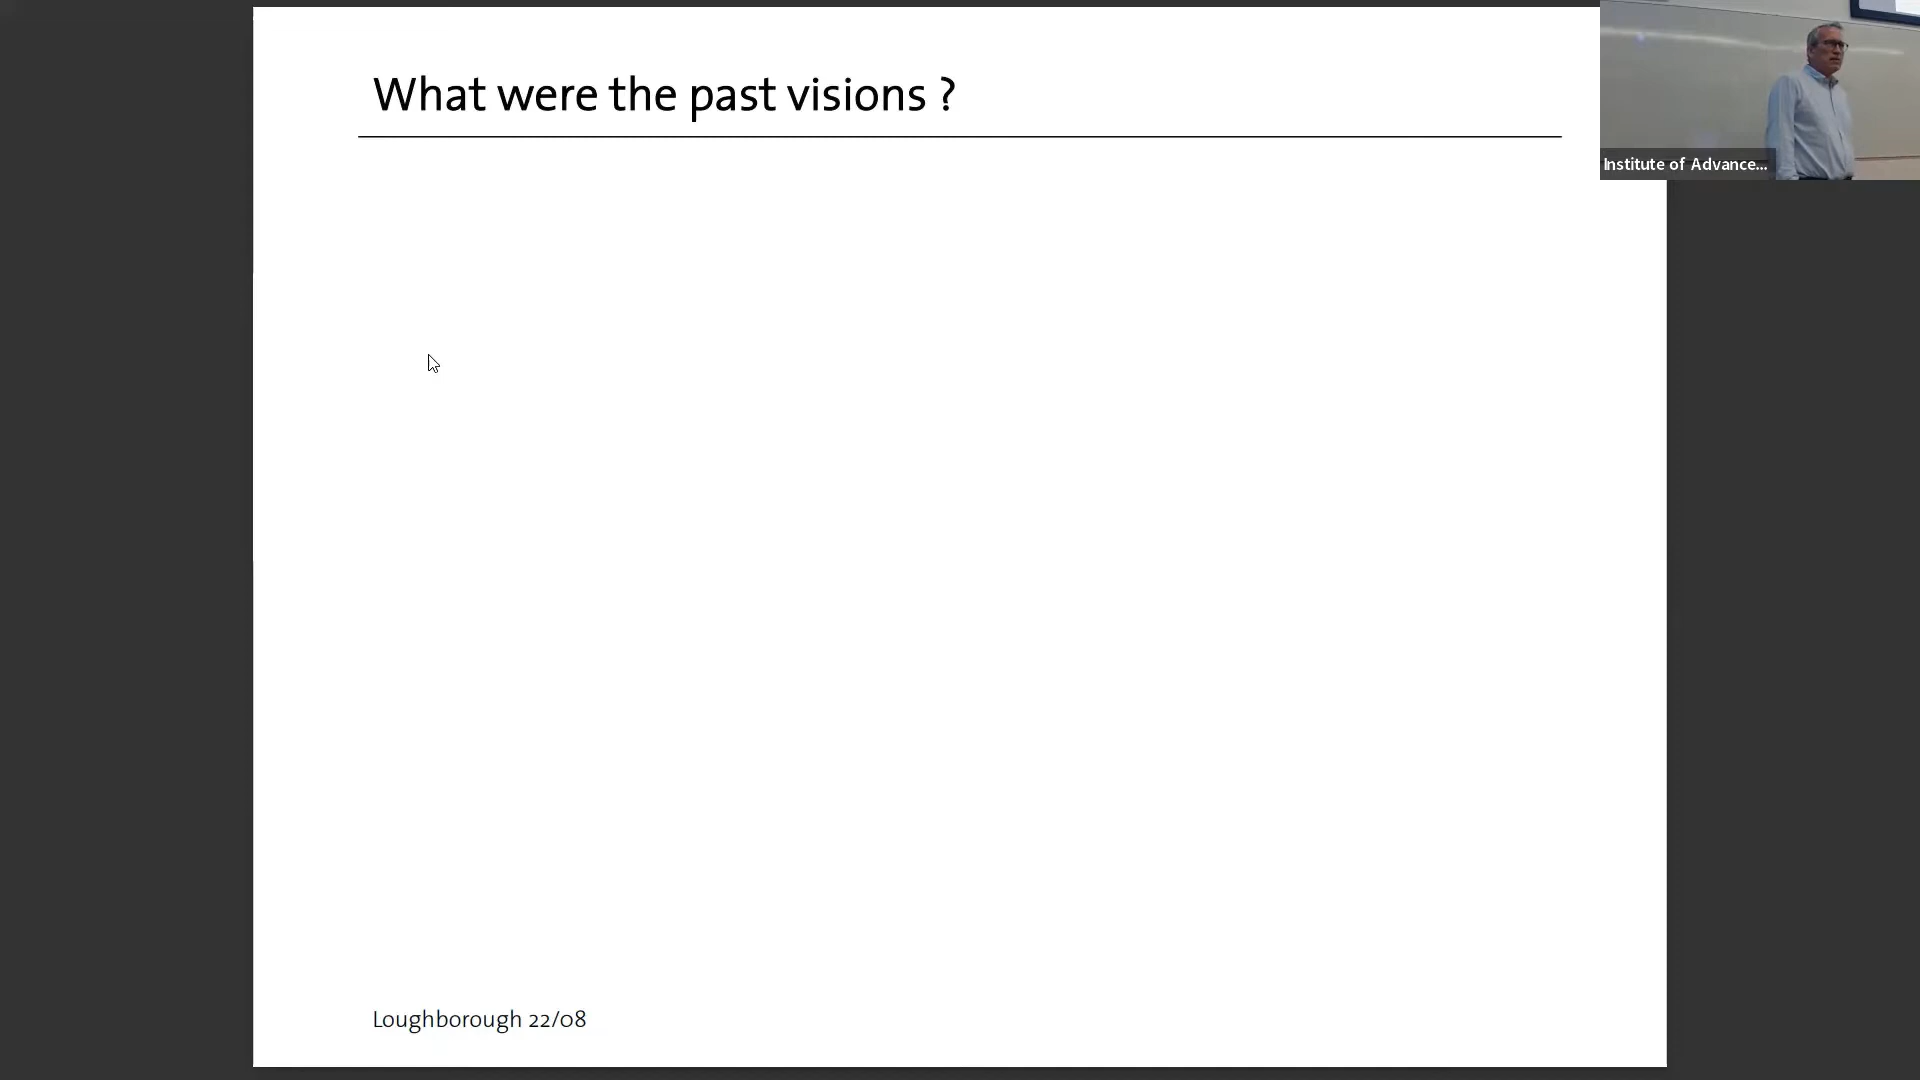 What were the past visions ?
Institute of Advance...
Loughborough 22/08